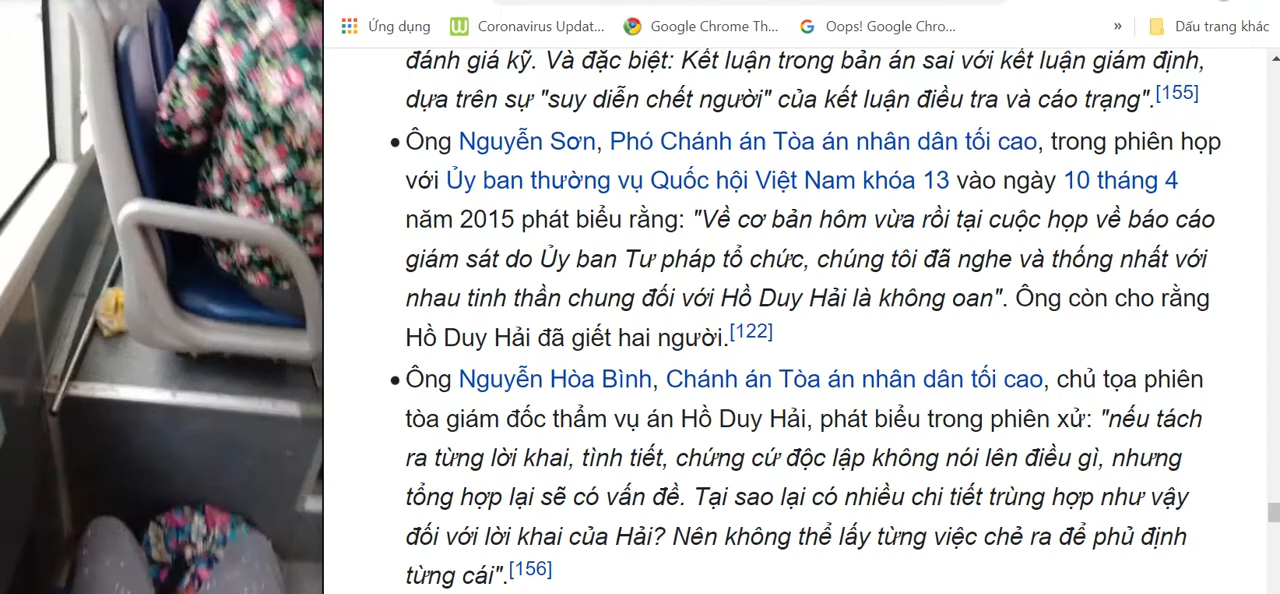 Ứng dụng Coronavirus Updat... Google Chrome Th... Oops! Google Chro... » Dấu trang khác
đánh giá kỹ. Và đặc biệt: Kết luận trong bản án sai với kết luận giám định,
dựa trên sự "suy diễn chết người" của kết luận điều tra và cáo trạng".[155]
• Ông Nguyễn Sơn, Phó Chánh án Tòa án nhân dân tối cao, trong phiên họp
với Ủy ban thường vụ Quốc hội Việt Nam khóa 13 vào ngày 10 tháng 4
năm 2015 phát biểu rằng: "Về cơ bản hôm vừa rồi tại cuộc họp về báo cáo
giám sát do Ủy ban Tư pháp tổ chức, chúng tôi đã nghe và thống nhất với
nhau tinh thần chung đối với Hồ Duy Hải là không oan". Ông còn cho rằng
Hồ Duy Hải đã giết hai người.[122]
• Ông Nguyễn Hòa Bình, Chánh án Tòa án nhân dân tối cao, chủ tọa phiên
tòa giám đốc thẩm vụ án Hồ Duy Hải, phát biểu trong phiên xử: "nếu tách
ra từng lời khai, tình tiết, chứng cứ độc lập không nói lên điều gì, nhưng
tổng hợp lại sẽ có vấn đề. Tại sao lại có nhiều chi tiết trùng hợp như vậy
đối với lời khai của Hải? Nên không thể lấy từng việc chẻ ra để phủ định
từng cái".[156]